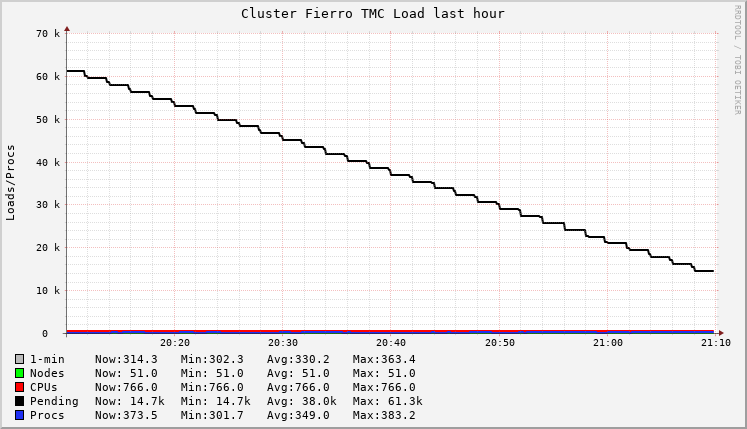 Cluster Fierro TMC Load last hour
RRDTOOL / TOBI OETIKER
Loads/Procs
70 k
60 k
50 k
40 k
30 k
20 k
10 k
0
20:20 20:30 20:40 20:50 21:00 21:10
1-min Now:314.3 Min:302.3 Avg:330.2 Max:363.4
Nodes Now: 51.0 Min: 51.0 Avg: 51.0 Max: 51.0
CPUs Now:766.0 Min:766.0 Avg:766.0 Max:766.0
Pending Now: 14.7k Min: 14.7k Avg: 38.0k Max: 61.3k
Procs Now:373.5 Min:301.7 Avg:349.0 Max:383.2